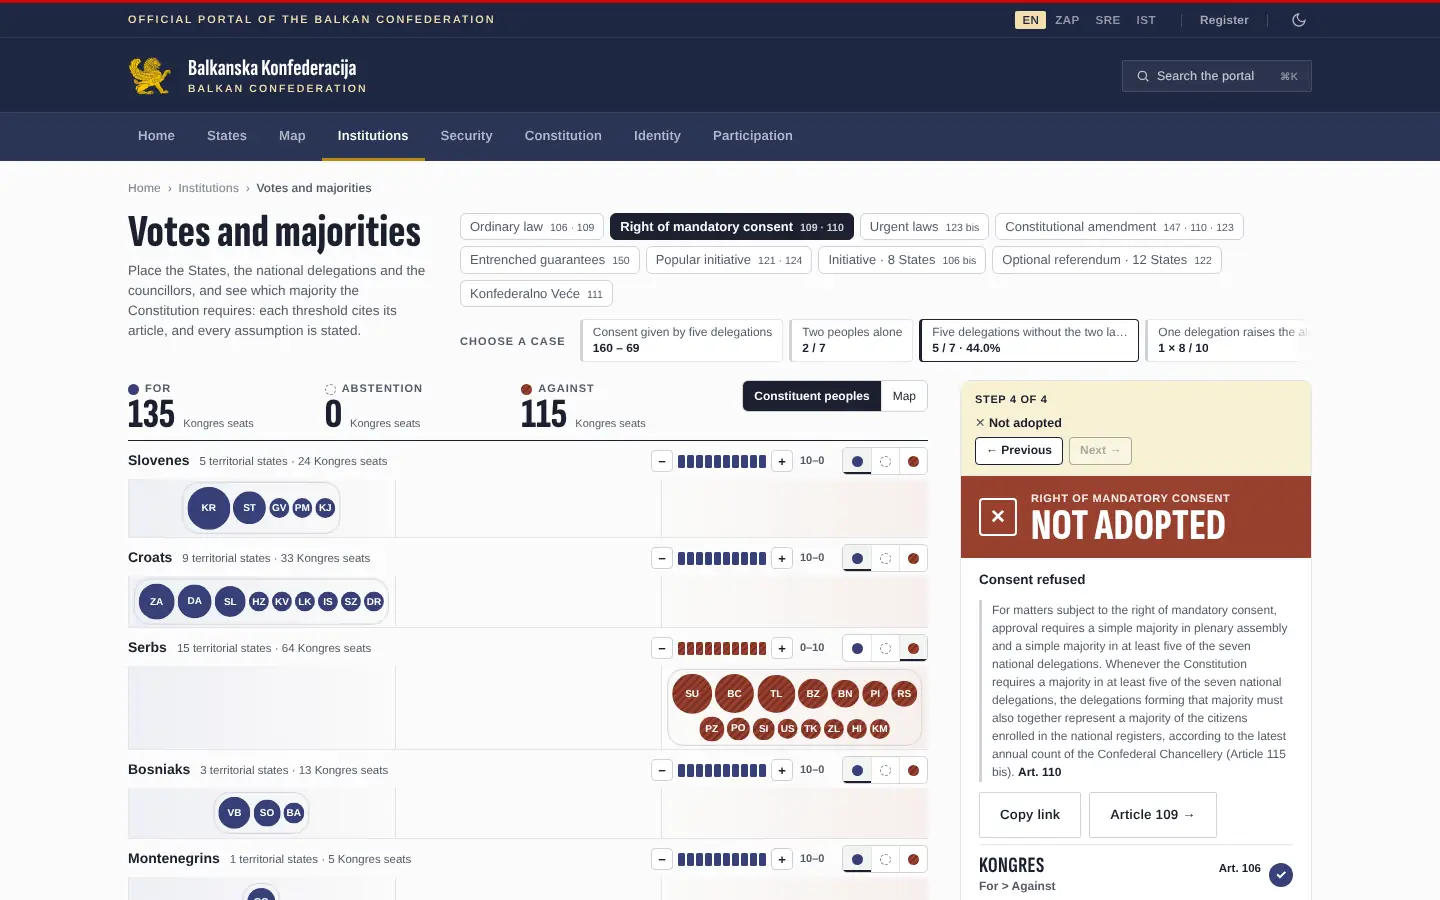 OFFICIAL PORTAL OF THE BALKAN CONFEDERATION
EN ZAP SRE IST Register
Balkanska Konfederacija
BALKAN CONFEDERATION
Search the portal ⌘K
Home States Map Institutions Security Constitution Identity Participation
Home › Institutions › Votes and majorities
Votes and majorities
Place the States, the national delegations and the
councillors, and see which majority the
Constitution requires: each threshold cites its
article, and every assumption is stated.
Ordinary law 106 · 109 Right of mandatory consent 109 · 110 Urgent laws 123 bis Constitutional amendment 147 · 110 · 123
Entrenched guarantees 150 Popular initiative 121 · 124 Initiative · 8 States 106 bis Optional referendum · 12 States 122
Konfederalno Veće 111
CHOOSE A CASE
Consent given by five delegations
160 – 69
Two peoples alone
2 / 7
Five delegations without the two la…
5 / 7 · 44.0%
One delegation raises the
1 × 8 / 10
FOR
135 Kongres seats
ABSTENTION
0 Kongres seats
AGAINST
115 Kongres seats
Constituent peoples Map
Slovenes 5 territorial states · 24 Kongres seats − + 10–0
KR ST GV PM KJ
Croats 9 territorial states · 33 Kongres seats − + 10–0
ZA DA SL HZ KV LK IS SZ DR
Serbs 15 territorial states · 64 Kongres seats − + 0–10
SU BC TL BZ BN PI RS
PZ PO SI US TK ZL HI KM
Bosniaks 3 territorial states · 13 Kongres seats − + 10–0
VB SO BA
Montenegrins 1 territorial states · 5 Kongres seats − + 10–0
STEP 4 OF 4
✕ Not adopted
← Previous Next →
RIGHT OF MANDATORY CONSENT
✕ NOT ADOPTED
Consent refused
For matters subject to the right of mandatory consent,
approval requires a simple majority in plenary assembly
and a simple majority in at least five of the seven
national delegations. Whenever the Constitution
requires a majority in at least five of the seven national
delegations, the delegations forming that majority must
also together represent a majority of the citizens
enrolled in the national registers, according to the latest
annual count of the Confederal Chancellery (Article 115
bis). Art. 110
Copy link Article 109 →
KONGRES Art. 106
For > Against